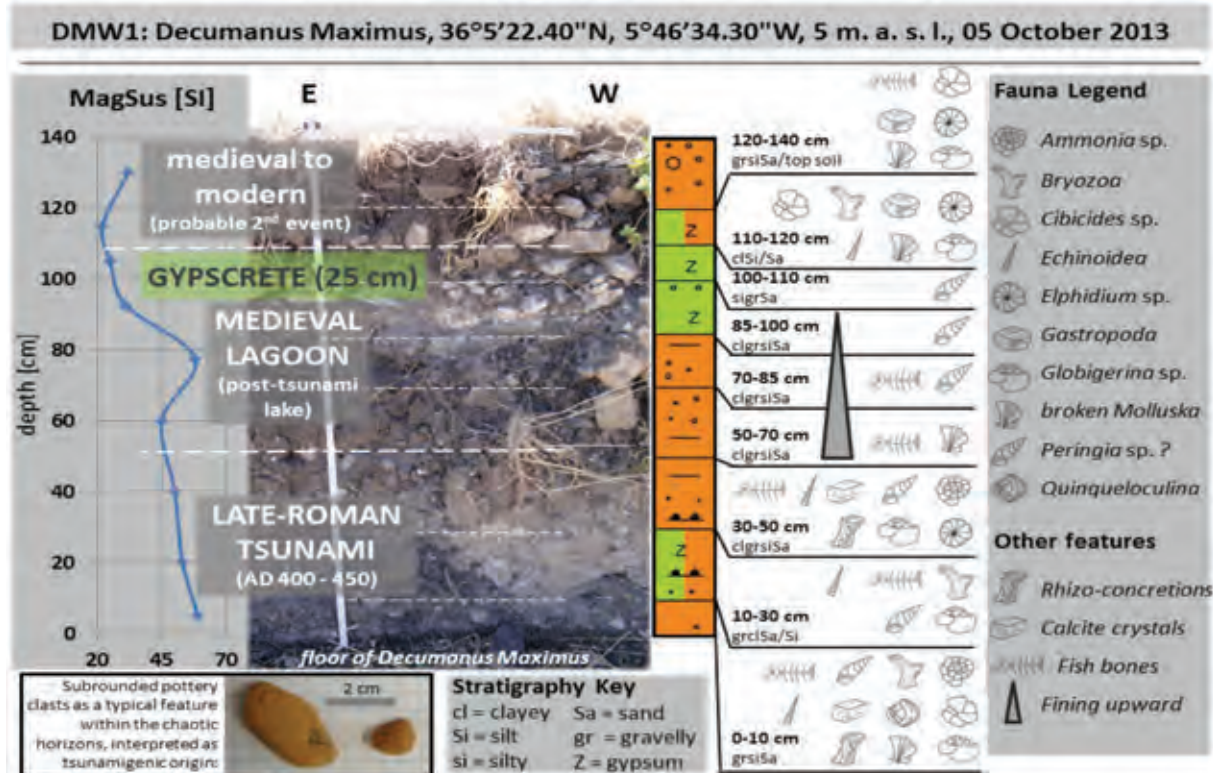 DMW1: Decumanus Maximus, 36°5’22.40"N, 5°46’34.30"W, 5 m. a. s. l., 05 October 2013
MagSus [SI]
E
W
140
120
100
80
60
40
20
0
depth [cm]
20 45 70
medieval to
modern
(probable 2nd event)
GYPSCRETE (25 cm)
MEDIEVAL
LAGOON
(post-tsunami
lake)
LATE-ROMAN
TSUNAMI
(AD 400 - 450)
floor of Decumanus Maximus
Z
Z
Z
Z
120-140 cm
grsiSa/top soil
110-120 cm
clSi/Sa
100-110 cm
sigrSa
85-100 cm
clgrsiSa
70-85 cm
clgrsiSa
50-70 cm
clgrsiSa
30-50 cm
clgrsiSa
10-30 cm
grclSa/Si
0-10 cm
grsiSa
Fauna Legend
Ammonia sp.
Bryozoa
Cibicides sp.
Echinoidea
Elphidium sp.
Gastropoda
Globigerina sp.
broken Molluska
Peringia sp. ?
Quinqueloculina
Other features
Rhizo-concretions
Calcite crystals
Fish bones
Fining upward
Subrounded pottery
clasts as a typical feature
within the chaotic
horizons, interpreted as
tsunamigenic origin:
2 cm
Stratigraphy Key
cl = clayey Sa = sand
Si = silt gr = gravelly
si = silty Z = gypsum